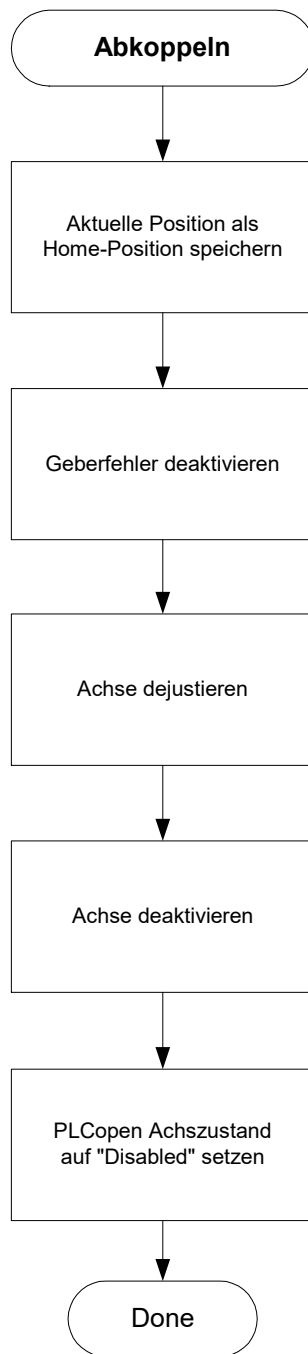 Abkoppeln
Aktuelle Position als
Home-Position speichern
Geberfehler deaktivieren
Achse dejustieren
Achse deaktivieren
PLCopen Achszustand
auf "Disabled" setzen
Done